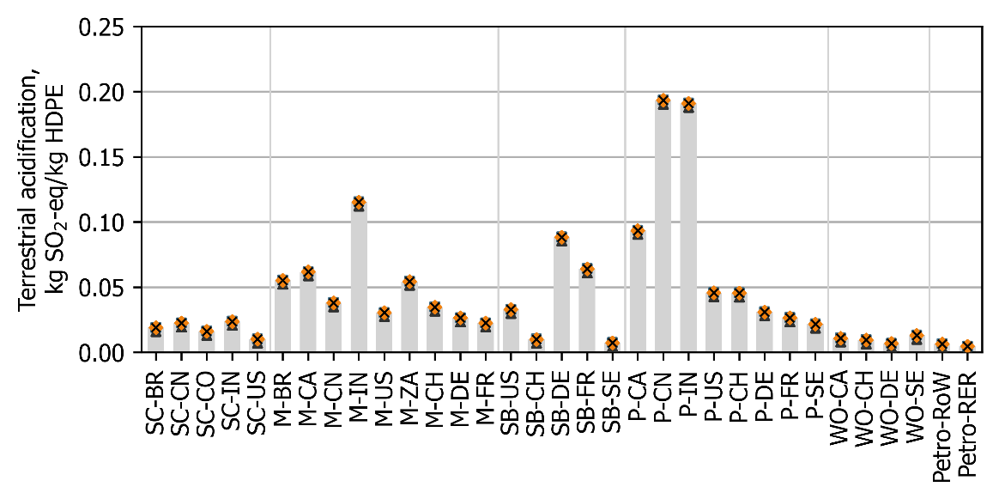 Terrestrial acidification,
kg SO₂-eq/kg HDPE
0.25
0.20
0.15
0.10
0.05
0.00
SC-BR
SC-CN
SC-CO
SC-IN
SC-US
M-BR
M-CA
M-CN
M-IN
M-US
M-ZA
M-CH
M-DE
M-FR
SB-US
SB-CH
SB-DE
SB-FR
SB-SE
P-CA
P-CN
P-IN
P-US
P-CH
P-DE
P-FR
P-SE
WO-CA
WO-CH
WO-DE
WO-SE
Petro-RoW
Petro-RER